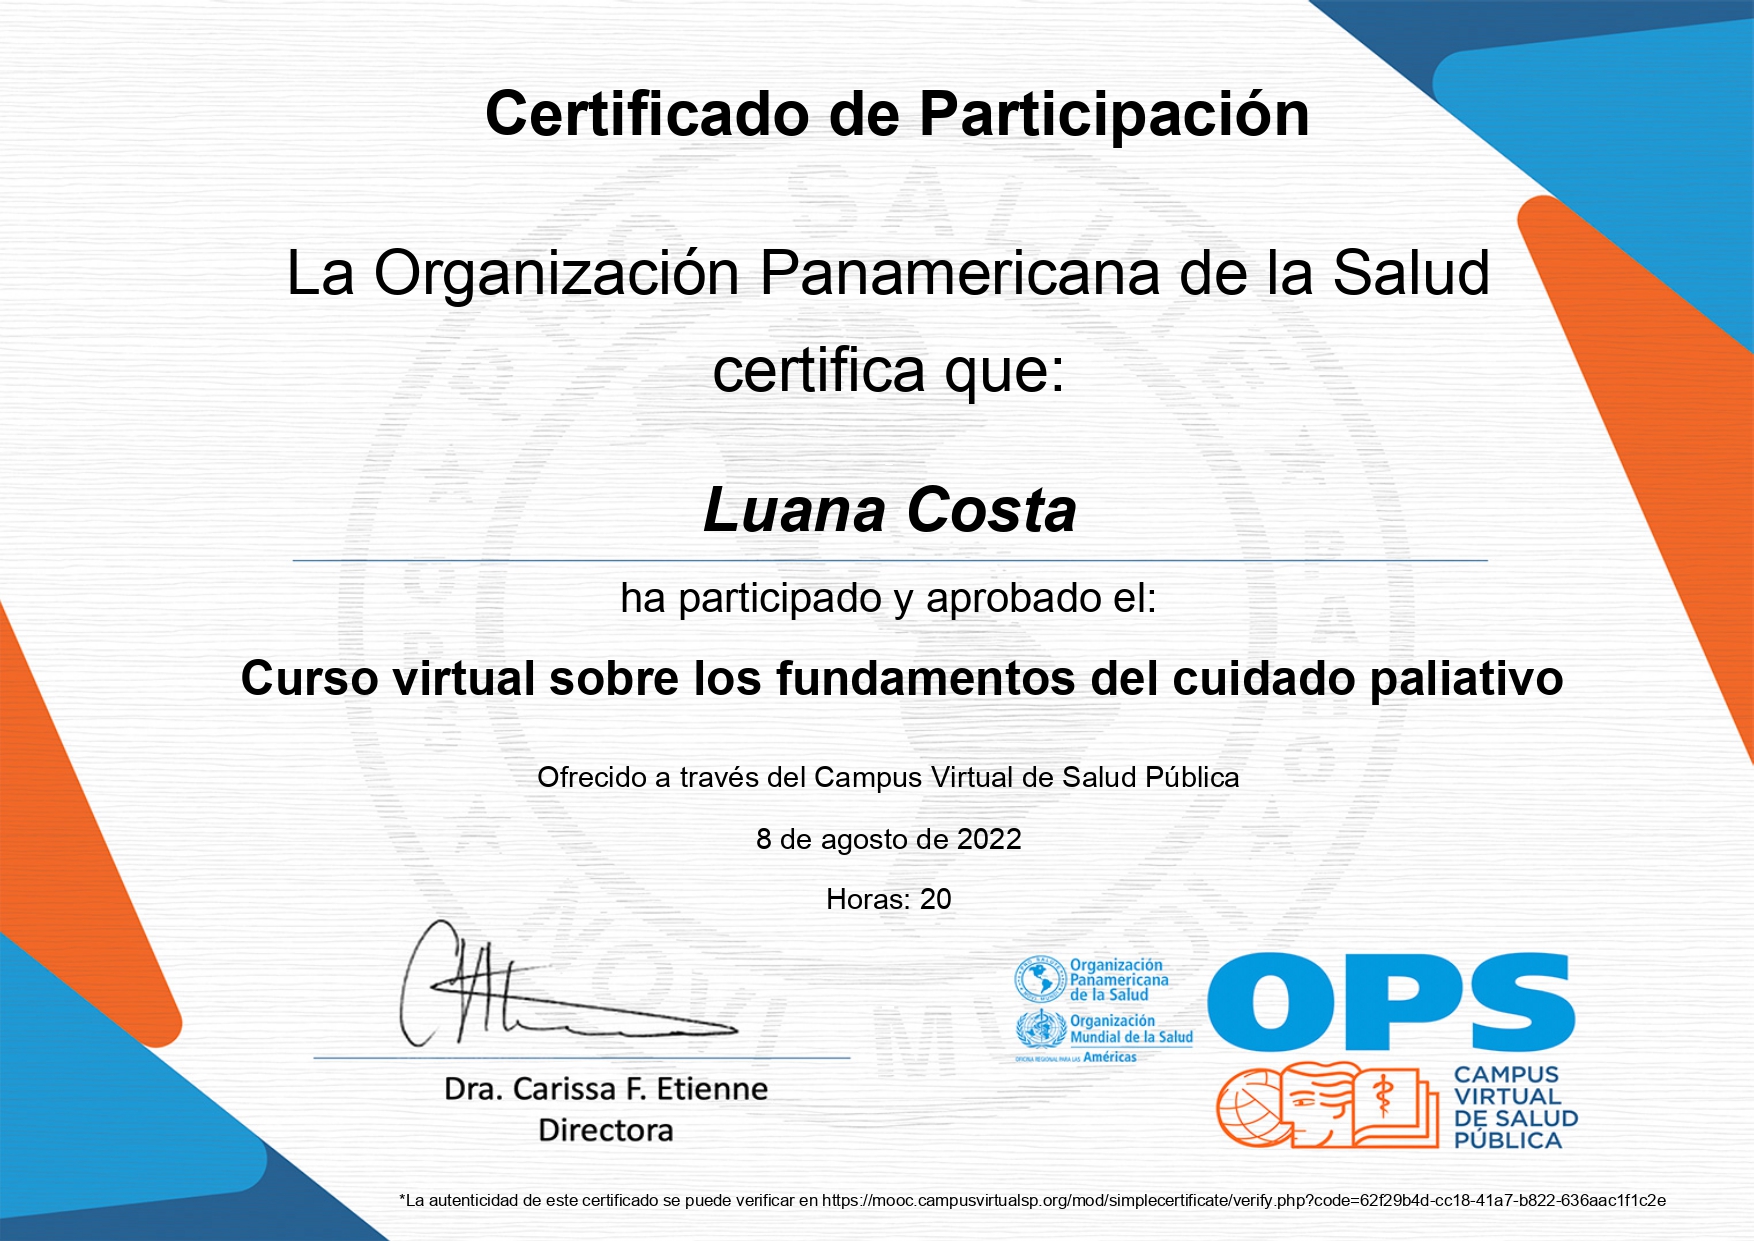 Certificado de Participación
La Organización Panamericana de la Salud
certifica que:
Luana Costa
ha participado y aprobado el:
Curso virtual sobre los fundamentos del cuidado paliativo
Ofrecido a través del Campus Virtual de Salud Pública
8 de agosto de 2022
Horas: 20
Dra. Carissa F. Etienne
Directora
Organización
Panamericana
de la Salud
Organización
Mundial de la Salud
OFICINA REGIONAL PARA LAS Américas
OPS
CAMPUS
VIRTUAL
DE SALUD
PÚBLICA
*La autenticidad de este certificado se puede verificar en https://mooc.campusvirtualsp.org/mod/simplecertificate/verify.php?code=62f29b4d-cc18-41a7-b822-636aac1f1c2e